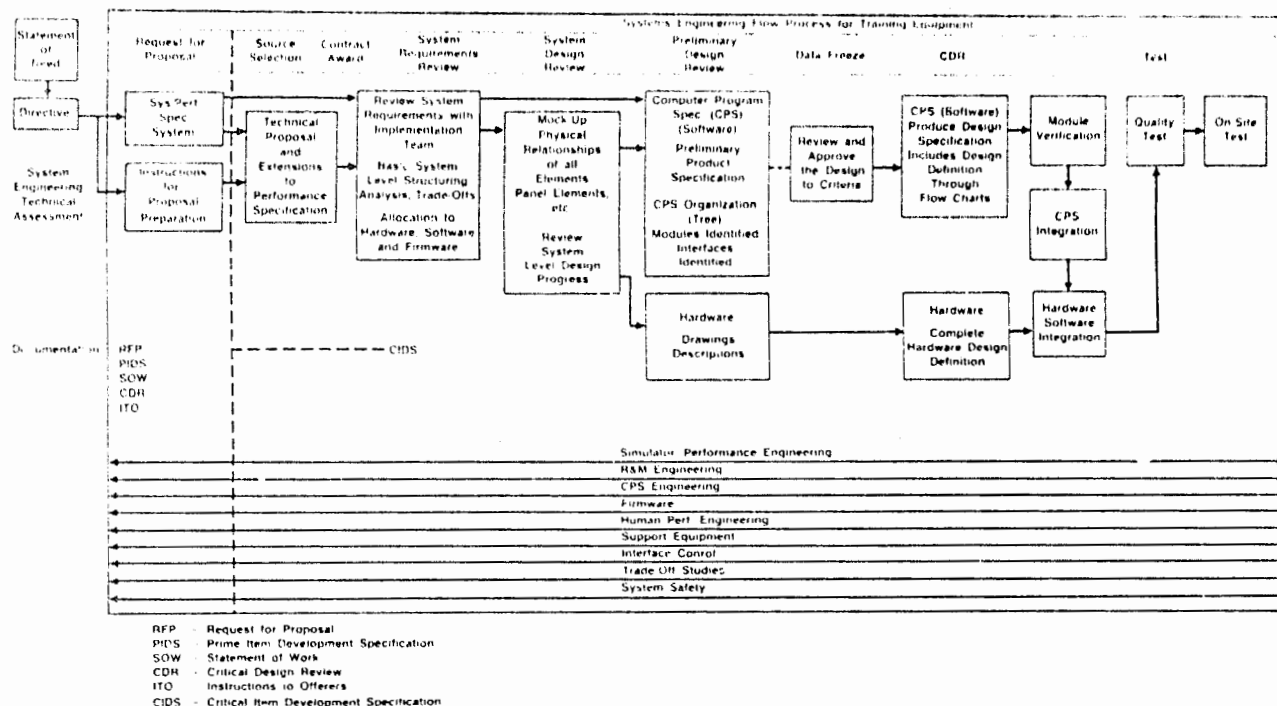 Systems Engineering Flow Process for Training Equipment
Statement
of
Need
Request for
Proposal
Source
Selection
Contract
Award
System
Requirements
Review
System
Design
Review
Preliminary
Design
Review
Data Freeze
CDR
Test
Directive
Sys Perf
Spec
System
Technical
Proposal
and
Extensions
to
Performance
Specification
Review System
Requirements with
Implementation
Team
Basic System
Level Structuring
Analysis, Trade-Offs
Allocation to
Hardware, Software
and Firmware
Mock Up
Physical
Relationships
of all
Elements
Panel Elements,
etc
Review
System
Level Design
Progress
Computer Program
Spec (CPS)
(Software)
Preliminary
Product
Specification
CPS Organization
(Tree)
Modules Identified
Interfaces
Identified
Review and
Approve
the Design
to Criteria
CPS (Software)
Produce Design
Specification
Includes Design
Definition
Through
Flow Charts
Module
Verification
Quality
Test
On Site
Test
System
Engineering
Technical
Assessment
Instructions
for
Proposal
Preparation
CPS
Integration
Hardware
Drawings
Descriptions
Hardware
Complete
Hardware Design
Definition
Hardware
Software
Integration
Documentation
RFP
PIDS
SOW
CDR
ITO
CIDS
Simulator Performance Engineering
R&M Engineering
CPS Engineering
Firmware
Human Perf. Engineering
Support Equipment
Interface Control
Trade Off Studies
System Safety
RFP - Request for Proposal
PIDS - Prime Item Development Specification
SOW - Statement of Work
CDR - Critical Design Review
ITO Instructions to Offerers
CIDS - Critical Item Development Specification